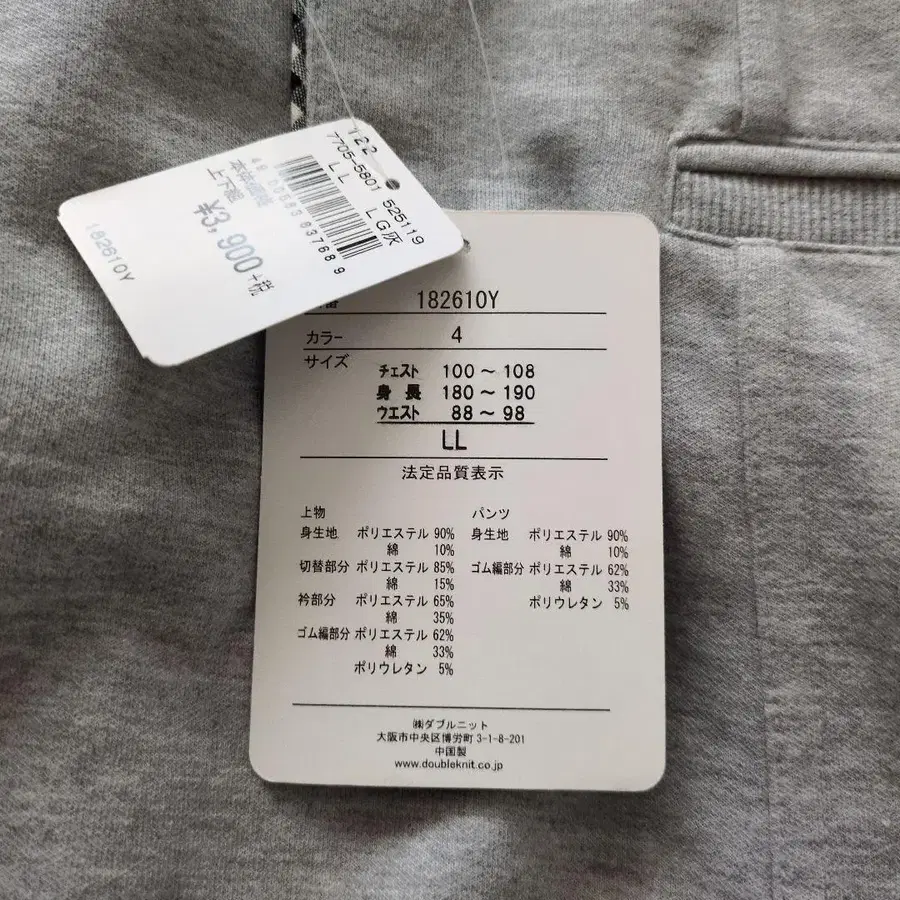 122
7705-5801 525119
LL LG灰
本体価格
上下組
¥3,900+税
182610Y
番 182610Y
カラー 4
サイズ
チェスト 100～108
身長 180～190
ウエスト 88～98
LL
法定品質表示
上物
身生地 ポリエステル 90%
綿 10%
切替部分 ポリエステル 85%
綿 15%
衿部分 ポリエステル 65%
綿 35%
ゴム編部分 ポリエステル 62%
綿 33%
ポリウレタン 5%
パンツ
身生地 ポリエステル 90%
綿 10%
ゴム編部分 ポリエステル 62%
綿 33%
ポリウレタン 5%
㈱ダブルニット
大阪市中央区博労町3-1-8-201
中国製
www.doubleknit.co.jp